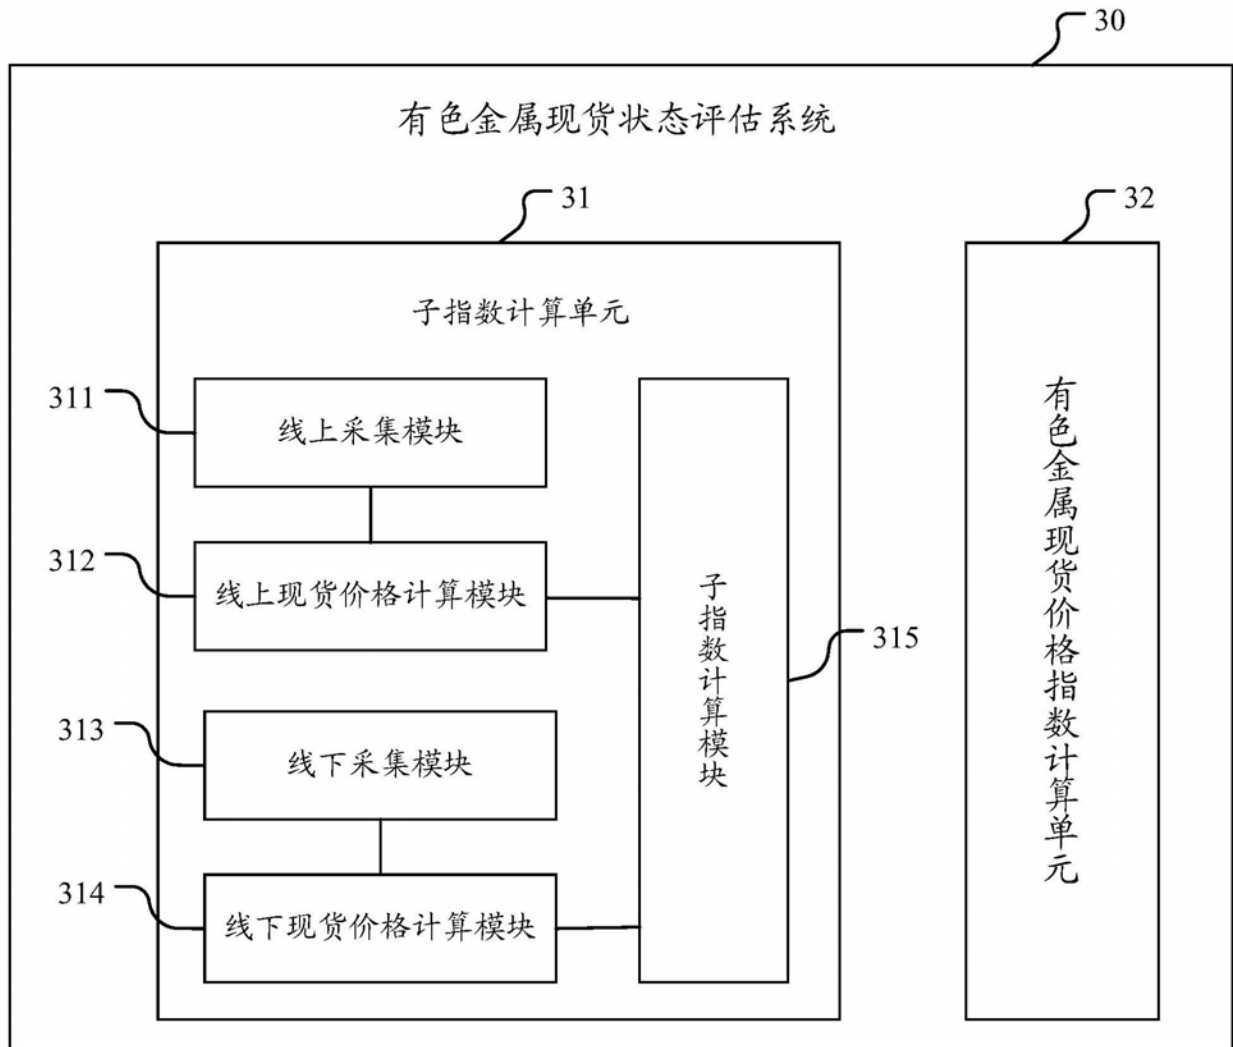 30
有色金属现货状态评估系统
31
32
子指数计算单元
311
线上采集模块
312
线上现货价格计算模块
313
线下采集模块
314
线下现货价格计算模块
子指数计算模块
315
有色金属现货价格指数计算单元